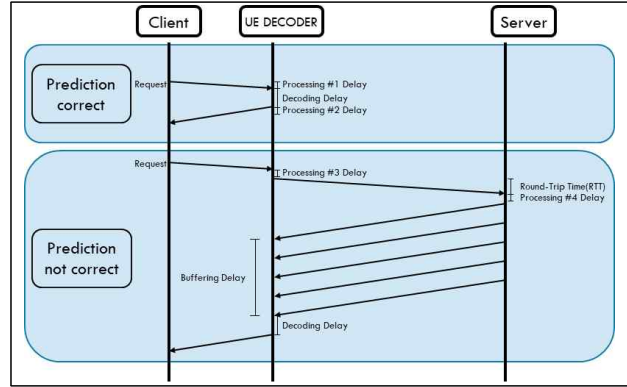 Client
UE DECODER
Server
Prediction
correct
Request
Processing #1 Delay
Decoding Delay
Processing #2 Delay
Request
Processing #3 Delay
Round-Trip Time(RTT)
Processing #4 Delay
Prediction
not correct
Buffering Delay
Decoding Delay